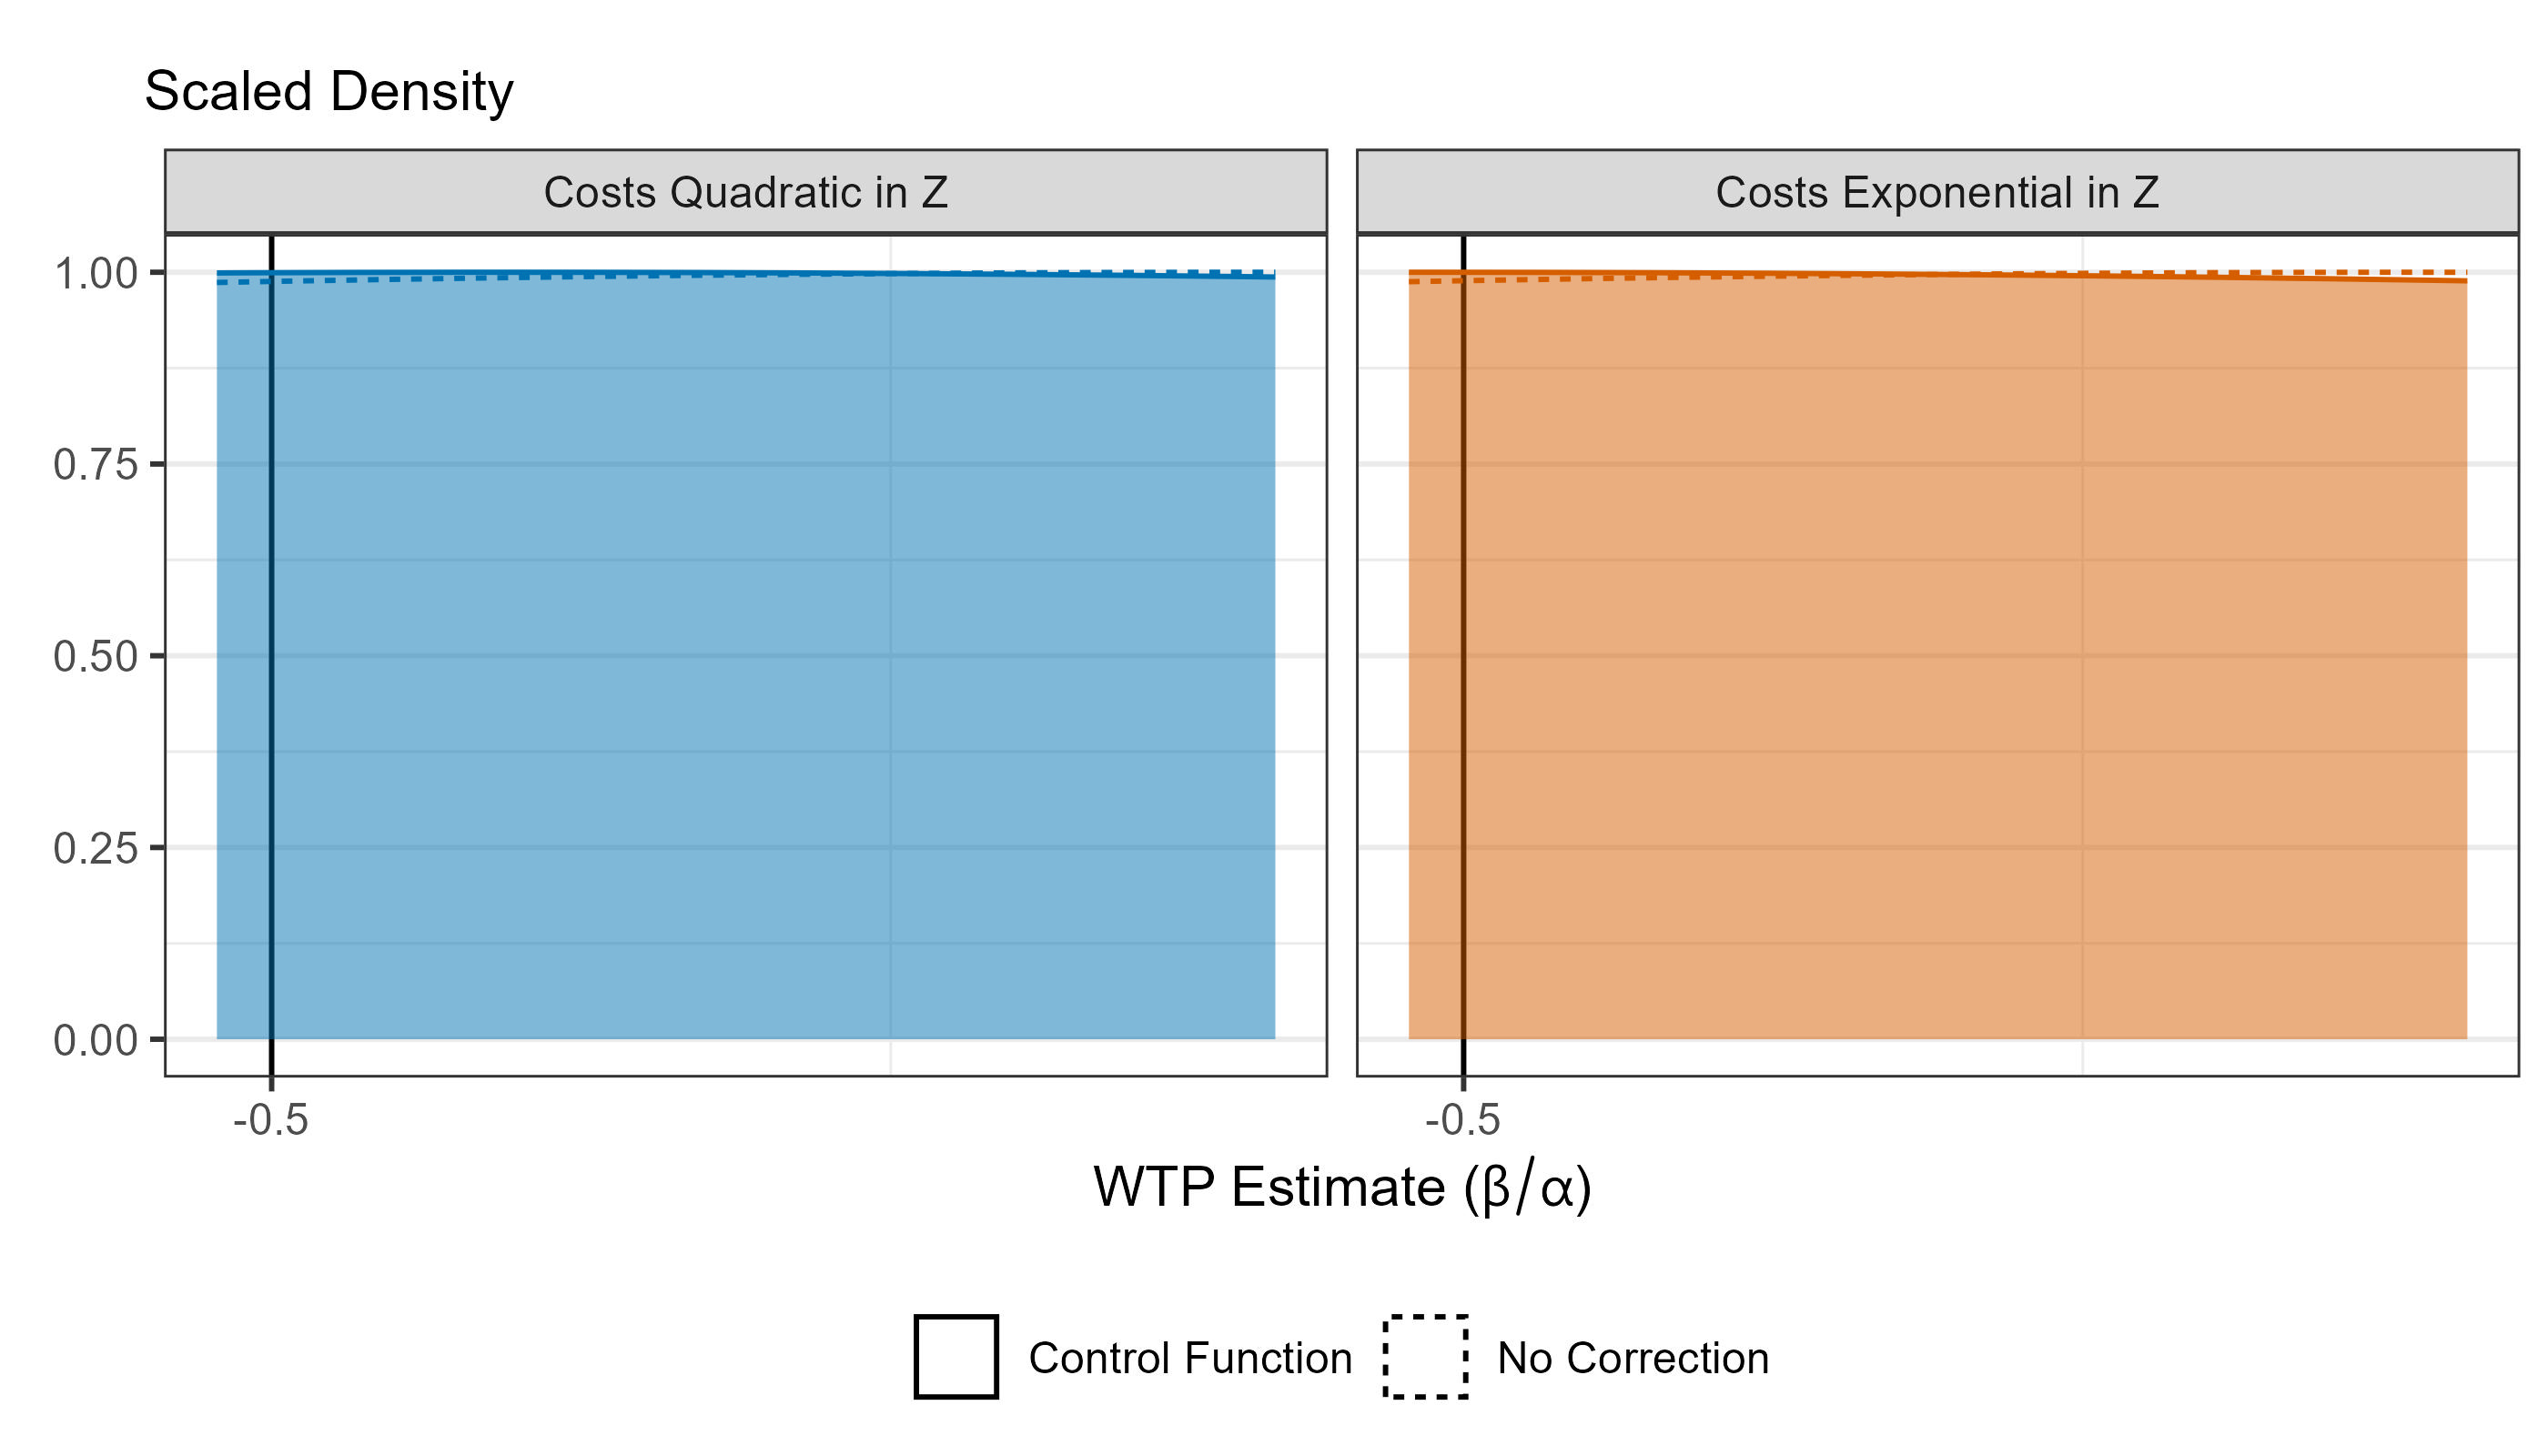 Scaled Density
Costs Quadratic in Z
Costs Exponential in Z
1.00
0.75
0.50
0.25
0.00
-0.5
-0.5
WTP Estimate (β/α)
Control Function
No Correction